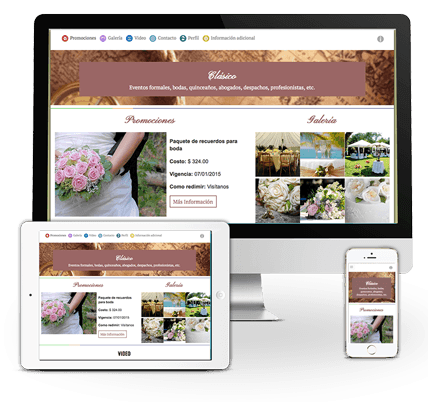 Promociones Galería Video Contacto Perfil Información edicional
Clásico
Eventos formales, bodas, quinceaños, abogados, despachos, profesionistas, etc.
Promociones
Galería
Paquete de recuerdos para
boda
Costo: $ 324.00
Vigencia: 07/01/2015
Como redimir: Visítanos
Más Información
Promociones Galería Video Contacto Perfil Información edicional
Clásico
Eventos formales, bodas, quinceaños, abogados, despachos, profesionistas, etc.
Promociones
Galería
Paquete de recuerdos para
boda
Costo: $ 324.00
Vigencia: 07/01/2015
Como redimir: Visítanos
Más Información
VIDEO
Clásico
Eventos formales, bodas,
quinceaños, abogados,
despachos, profesionistas,
etc.
Promociones